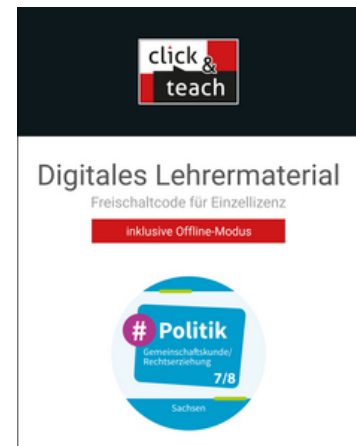 click &
teach
Digitales Lehrermaterial
Freischaltcode für Einzellizenz
inklusive Offline-Modus
# Politik
Gemeinschaftskunde/
Rechtserziehung
7/8
Sachsen